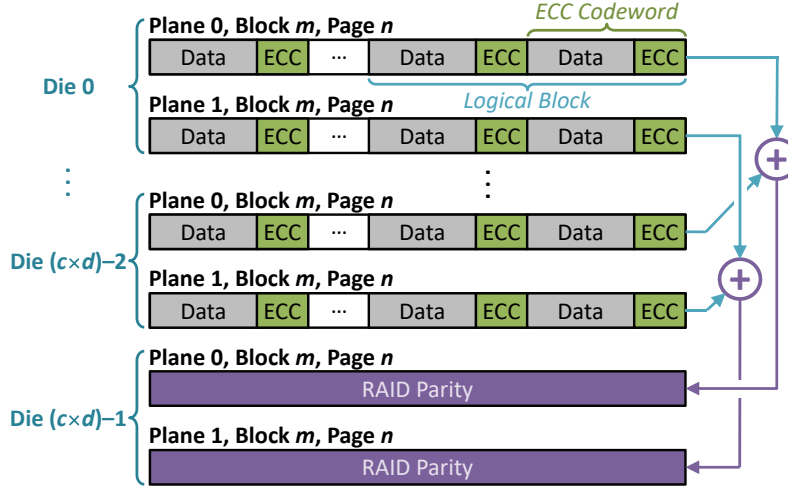 ECC Codeword
Plane 0, Block m, Page n
Data ECC ... Data ECC Data ECC
Die 0
Logical Block
Plane 1, Block m, Page n
Data ECC ... Data ECC Data ECC
⋮ ⋮
+
Plane 0, Block m, Page n
Data ECC ... Data ECC Data ECC
Die (c×d)–2
Plane 1, Block m, Page n
+
Data ECC ... Data ECC Data ECC
Plane 0, Block m, Page n
RAID Parity
Die (c×d)–1
Plane 1, Block m, Page n
RAID Parity